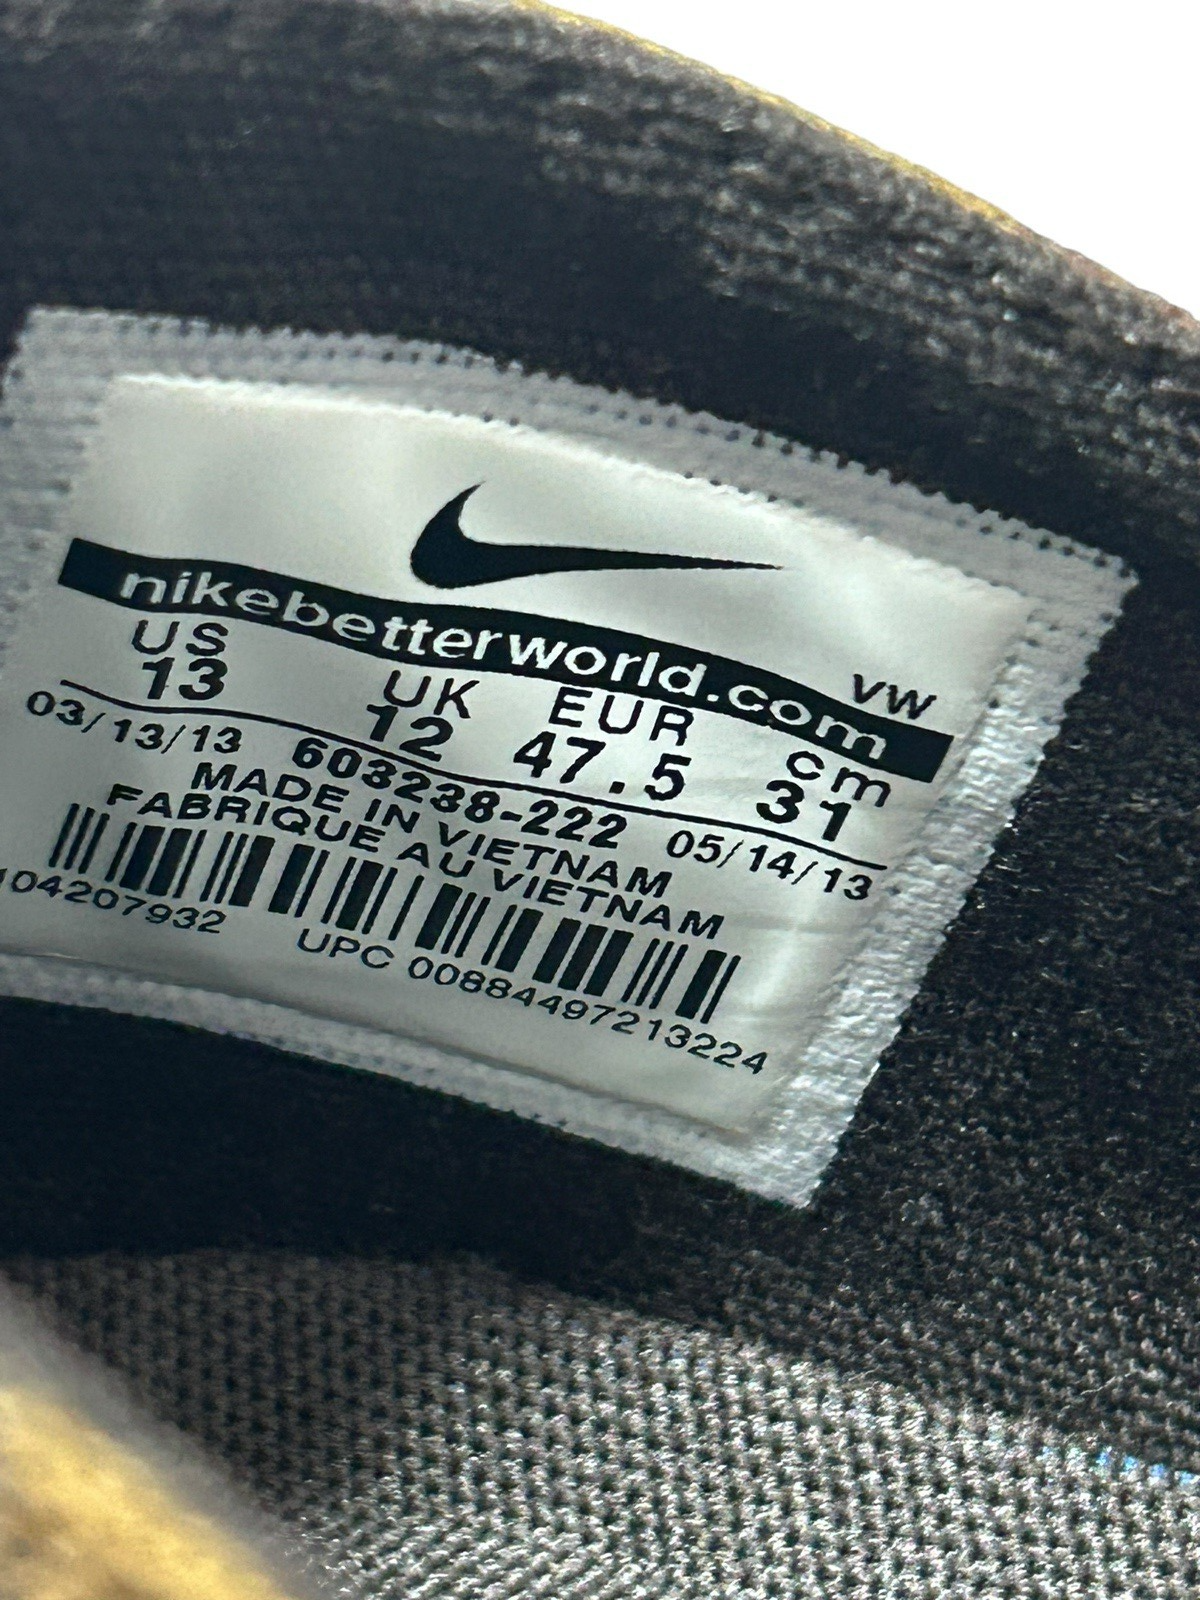 nikebetterworld.com
VW
US UK EUR cm
13 12 47.5 31
03/13/13 603238-222 05/14/13
MADE IN VIETNAM
FABRIQUE AU VIETNAM
104207932 UPC 00884497213224